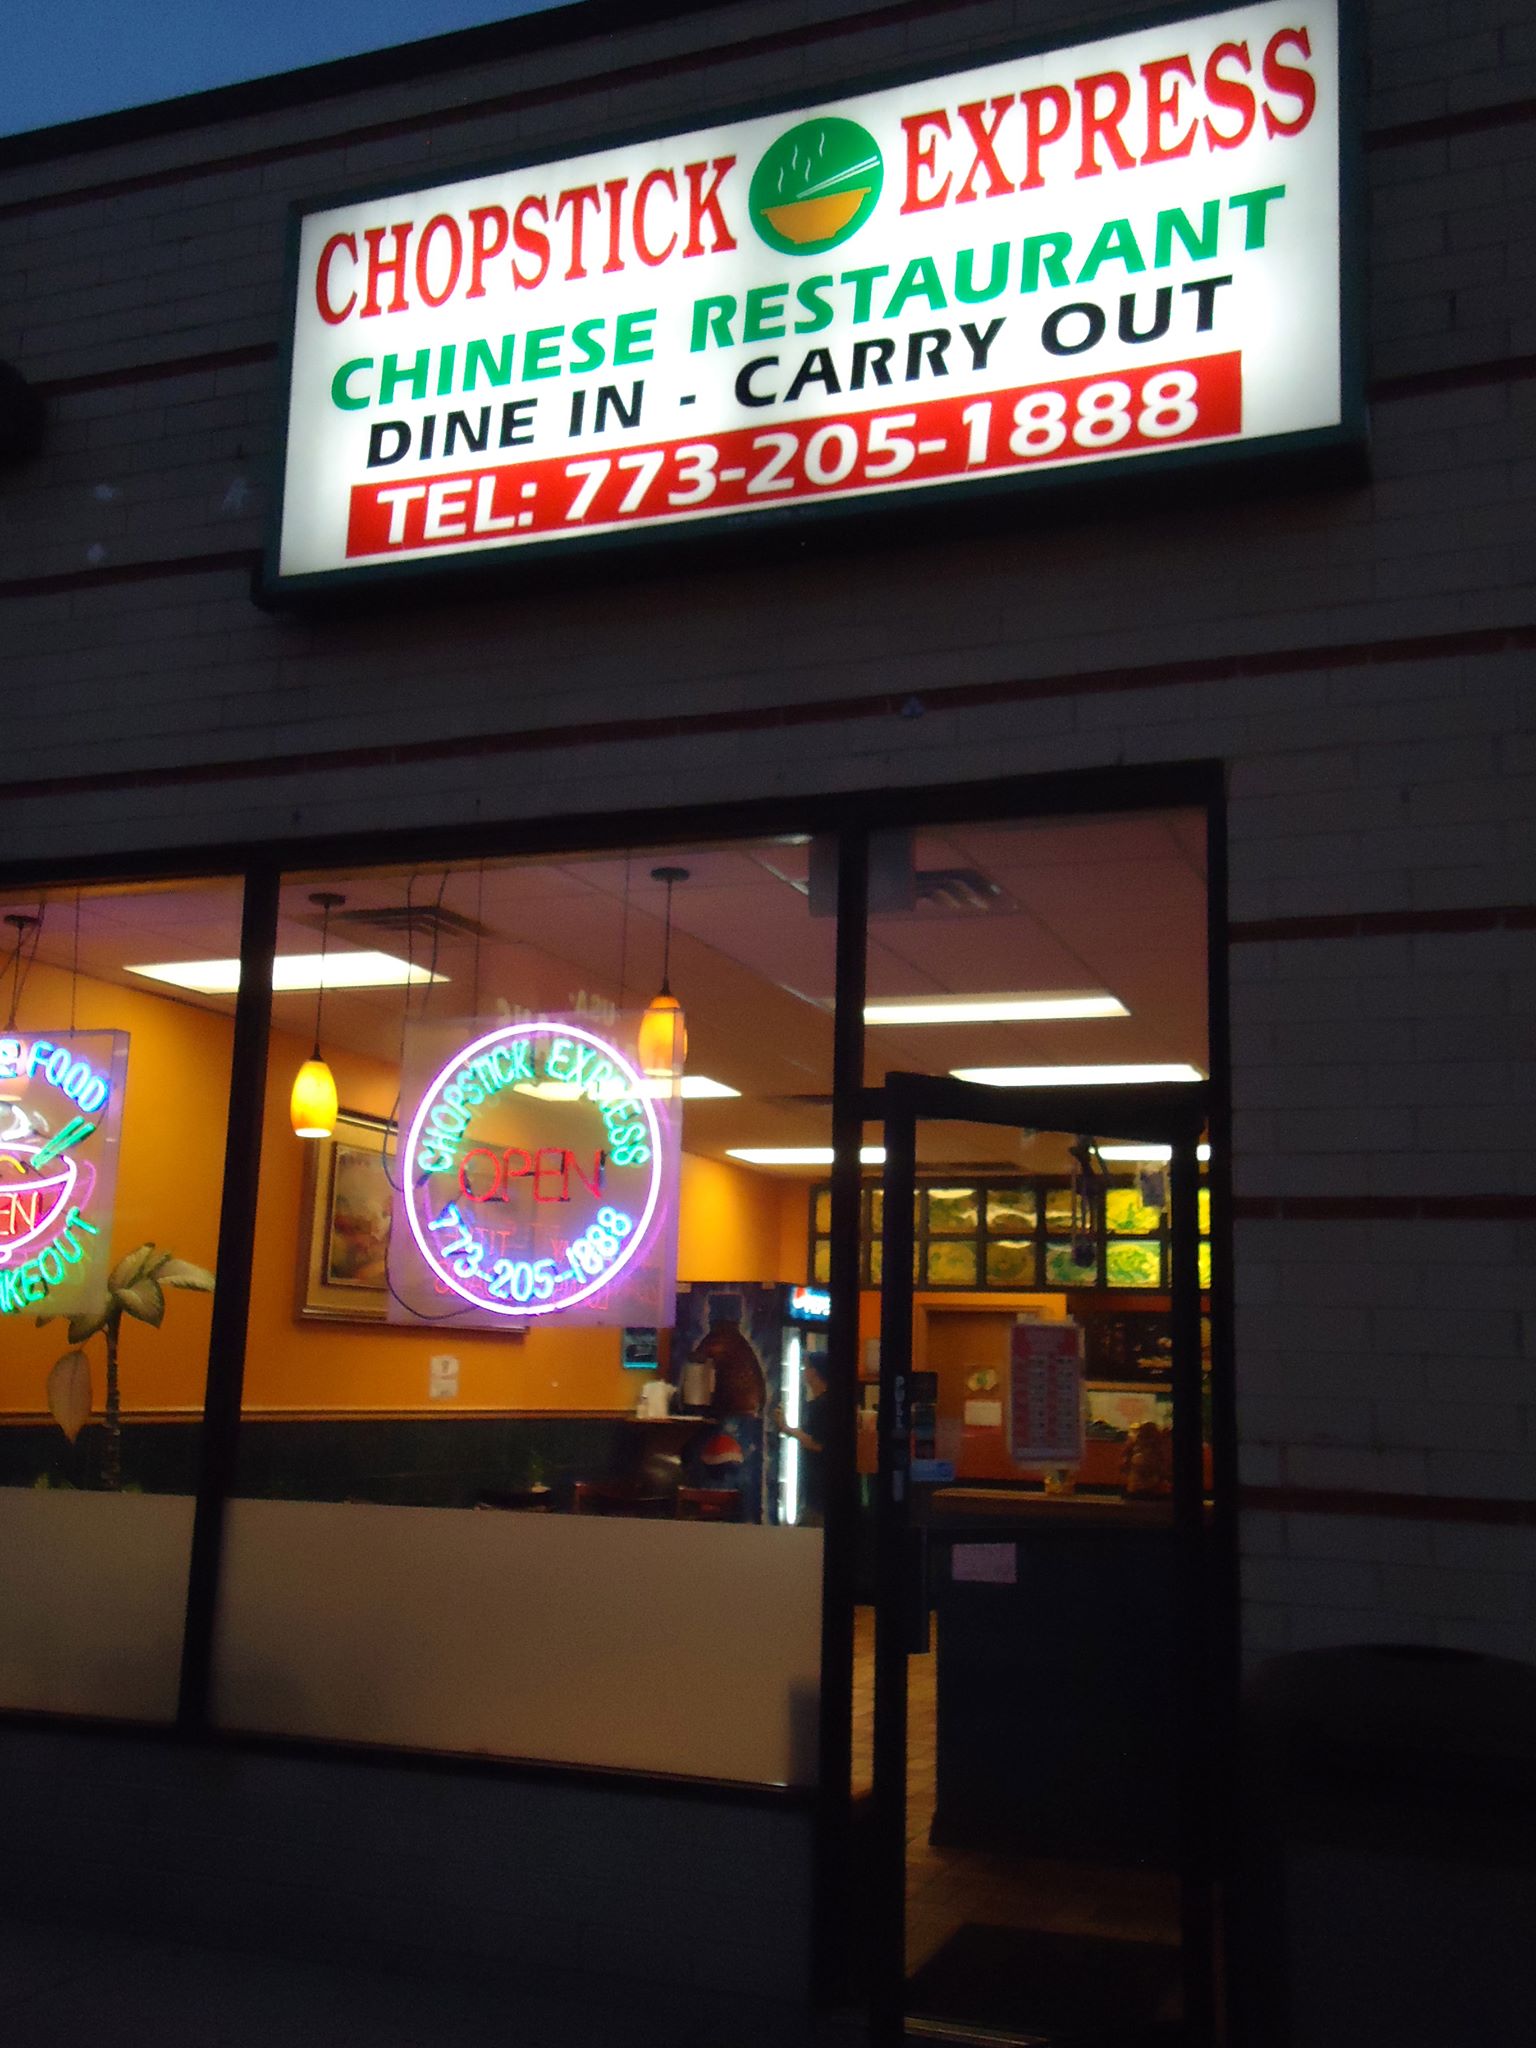 CHOPSTICK EXPRESS
CHINESE RESTAURANT
DINE IN - CARRY OUT
TEL: 773-205-1888
FOOD
CHOPSTICK EXPRESS
OPEN
773-205-1888